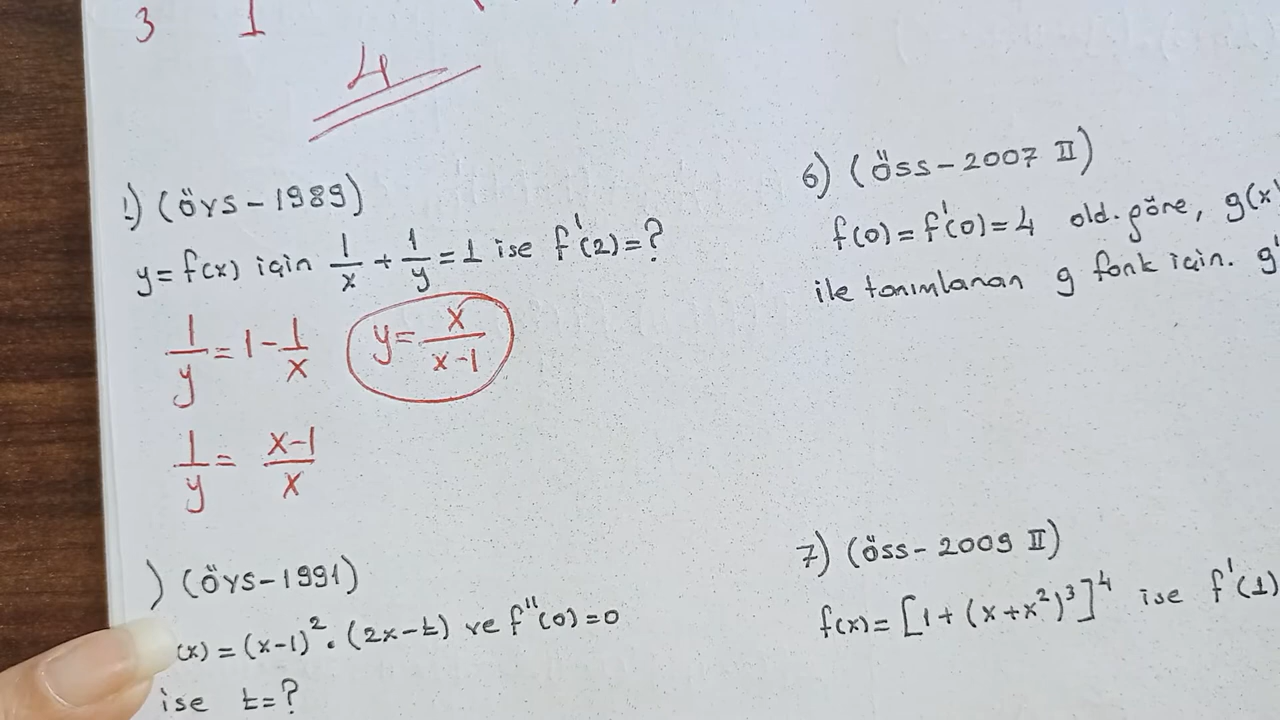 3 1
4
1) (ÖYS-1989)
y=f(x) için 1/x + 1/y = 1 ise f'(2)=?
1/y = 1 - 1/x
y = x/(x-1)
1/y = (x-1)/x
) (ÖYS-1991)
(x) = (x-1)² . (2x-t) ve f''(0)=0
ise t=?
6) (ÖSS-2007 II)
f(0)=f'(0)=4 old. göre, g(x
ile tanımlanan g fonk için. g'
7) (ÖSS-2009 II)
f(x)=[1+(x+x²)³]⁴ ise f'(1)